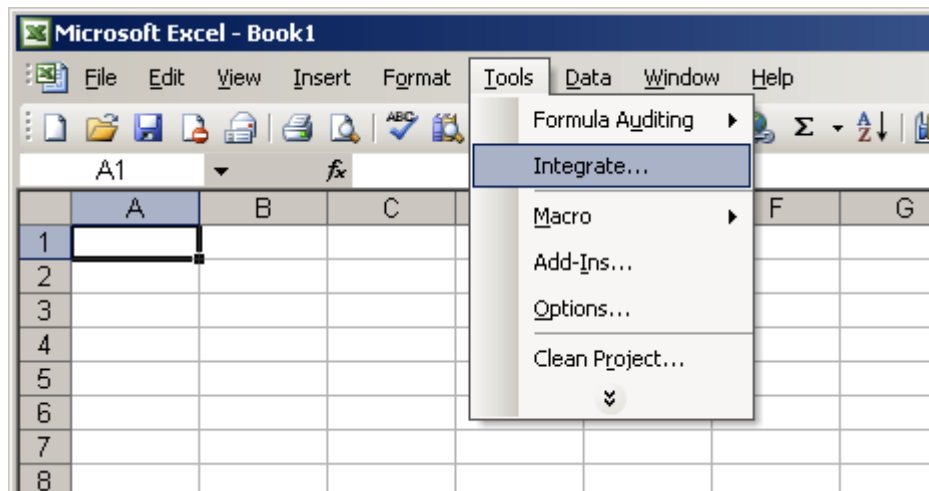 Microsoft Excel - Book1
File Edit View Insert Format Tools Data Window Help
ABC Σ A Z
A1 fx
Formula Auditing
Integrate...
Macro
Add-Ins...
Options...
Clean Project...
A B C F G
1
2
3
4
5
6
7
8